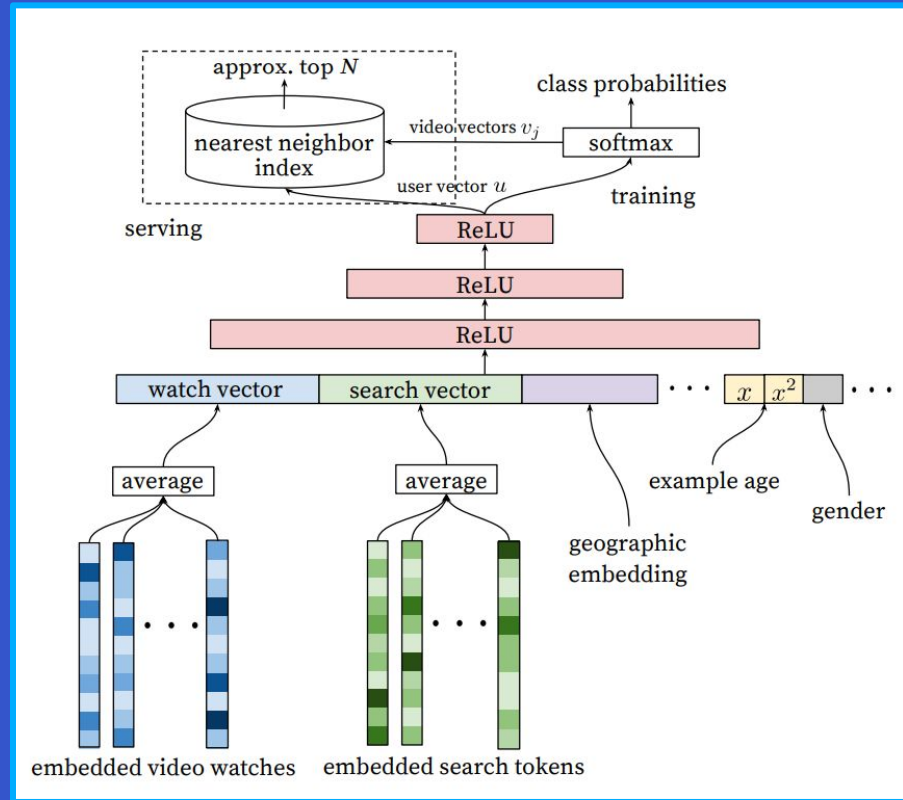 approx. top N
class probabilities
nearest neighbor
index
video vectors v_j
softmax
user vector u
training
serving
ReLU
ReLU
ReLU
watch vector
search vector
. . .
x
x²
. . .
average
average
example age
gender
geographic
embedding
. . .
. . .
embedded video watches
embedded search tokens